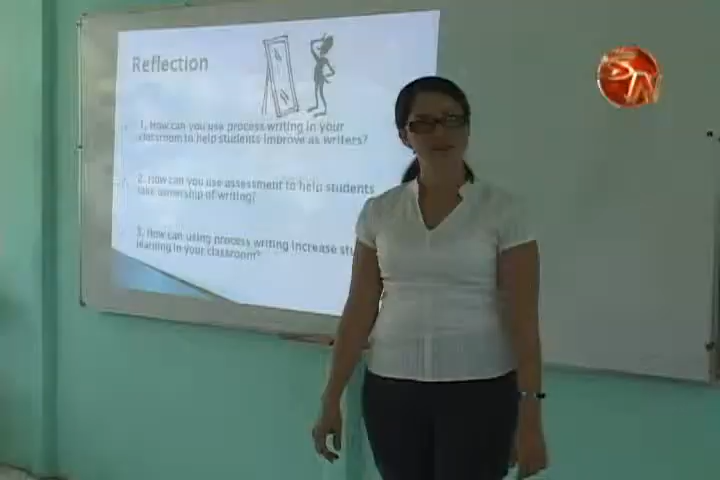 Reflection
1. How can you use process writing in your
classroom to help students improve as writers?
2. How can you use assessment to help students
take ownership of writing?
3. How can using process writing increase stu
learning in your classroom?